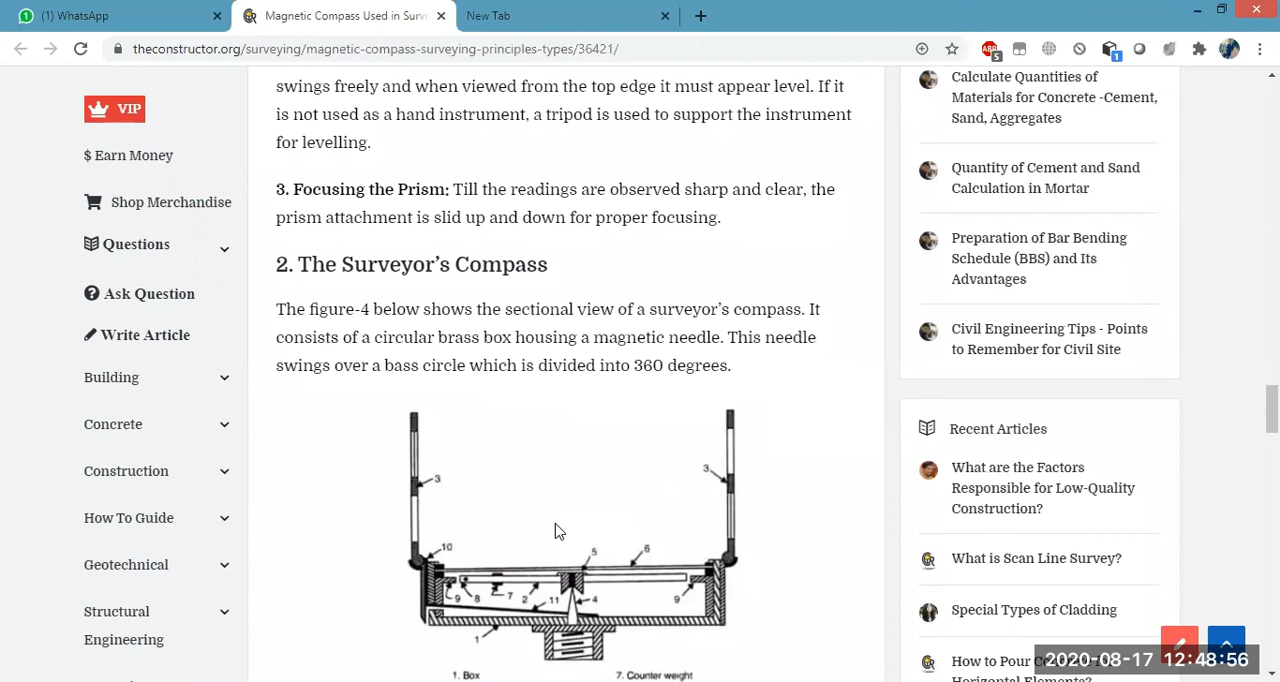 (1) WhatsApp
Magnetic Compass Used in Surv
New Tab
theconstructor.org/surveying/magnetic-compass-surveying-principles-types/36421/
ABP
5
1
VIP
$ Earn Money
Shop Merchandise
Questions
Ask Question
Write Article
Building
Concrete
Construction
How To Guide
Geotechnical
Structural
Engineering
swings freely and when viewed from the top edge it must appear level. If it
is not used as a hand instrument, a tripod is used to support the instrument
for levelling.
3. Focusing the Prism: Till the readings are observed sharp and clear, the
prism attachment is slid up and down for proper focusing.
2. The Surveyor’s Compass
The figure-4 below shows the sectional view of a surveyor’s compass. It
consists of a circular brass box housing a magnetic needle. This needle
swings over a bass circle which is divided into 360 degrees.
3
3
10
5
6
9
8
7
2
11
4
9
1
1. Box
7. Counter weight
Calculate Quantities of
Materials for Concrete -Cement,
Sand, Aggregates
Quantity of Cement and Sand
Calculation in Mortar
Preparation of Bar Bending
Schedule (BBS) and Its
Advantages
Civil Engineering Tips - Points
to Remember for Civil Site
Recent Articles
What are the Factors
Responsible for Low-Quality
Construction?
What is Scan Line Survey?
Special Types of Cladding
How to Pour
Horizontal Elements?
2020-08-17 12:48:56